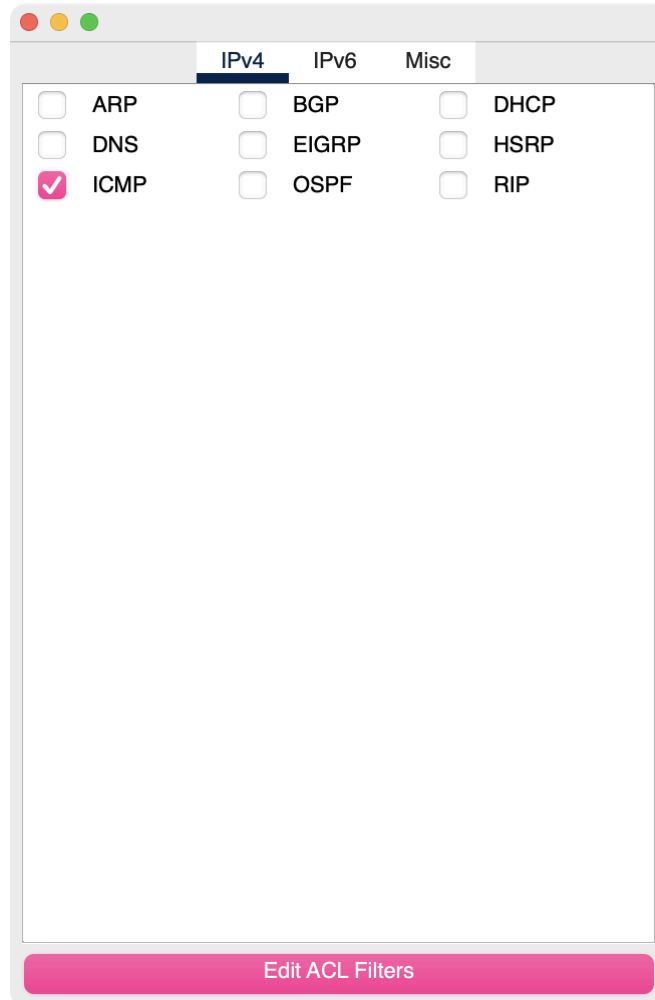 IPv4 IPv6 Misc
ARP BGP DHCP
DNS EIGRP HSRP
ICMP OSPF RIP
Edit ACL Filters